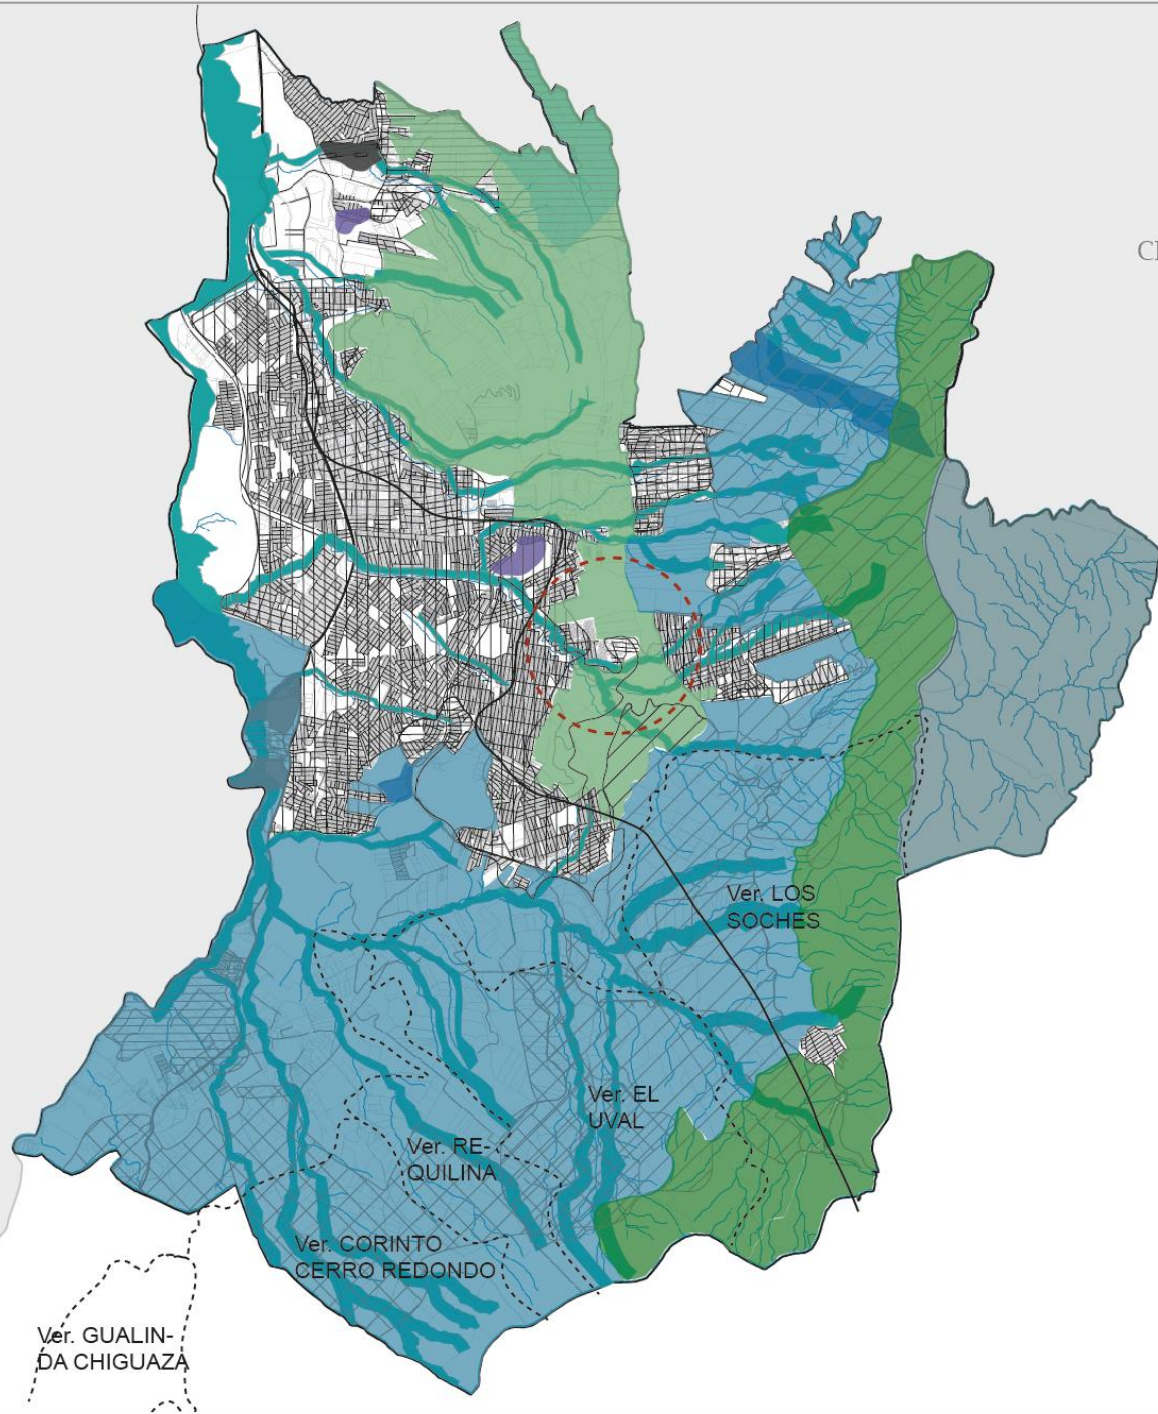 Ver. LOS
SOCHES
Ver. EL
UVAL
Ver. RE-
QUILINA
Ver. CORINTO
CERRO REDONDO
Ver. GUALIN-
DA CHIGUAZA